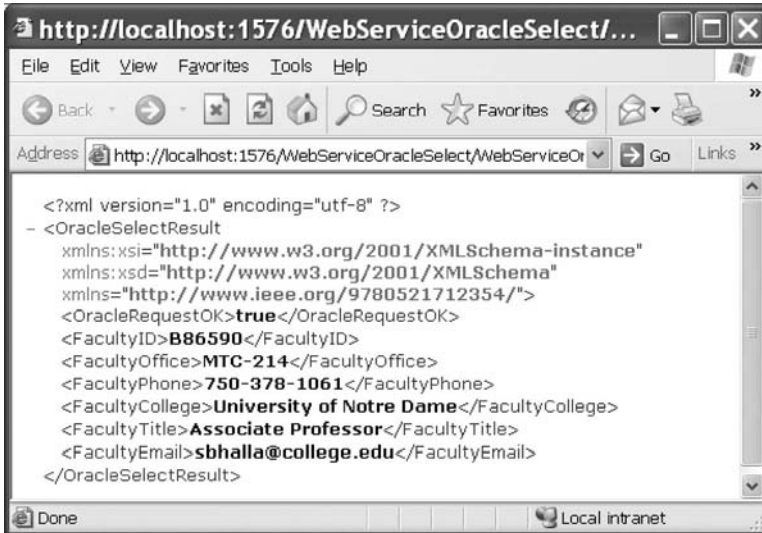 http://localhost:1576/WebServiceOracleSelect/...
File Edit View Favorites Tools Help
Back Search Favorites »
Address http://localhost:1576/WebServiceOracleSelect/WebServiceOr Go Links »
<?xml version="1.0" encoding="utf-8" ?>
- <OracleSelectResult
xmlns:xsi="http://www.w3.org/2001/XMLSchema-instance"
xmlns:xsd="http://www.w3.org/2001/XMLSchema"
xmlns="http://www.ieee.org/9780521712354/">
<OracleRequestOK>true</OracleRequestOK>
<FacultyID>B86590</FacultyID>
<FacultyOffice>MTC-214</FacultyOffice>
<FacultyPhone>750-378-1061</FacultyPhone>
<FacultyCollege>University of Notre Dame</FacultyCollege>
<FacultyTitle>Associate Professor</FacultyTitle>
<FacultyEmail>sbhalla@college.edu</FacultyEmail>
</OracleSelectResult>
Done Local intranet